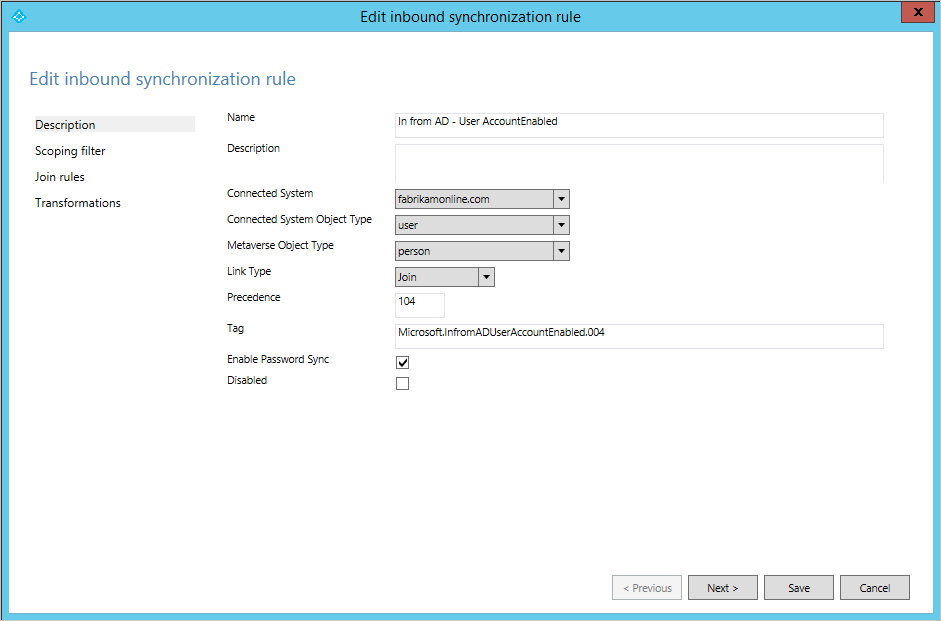 Edit inbound synchronization rule
x
Edit inbound synchronization rule
Description
Scoping filter
Join rules
Transformations
Name
In from AD - User AccountEnabled
Description
Connected System
fabrikamonline.com
Connected System Object Type
user
Metaverse Object Type
person
Link Type
Join
Precedence
104
Tag
Microsoft.InfromADUserAccountEnabled.004
Enable Password Sync
Disabled
< Previous
Next >
Save
Cancel